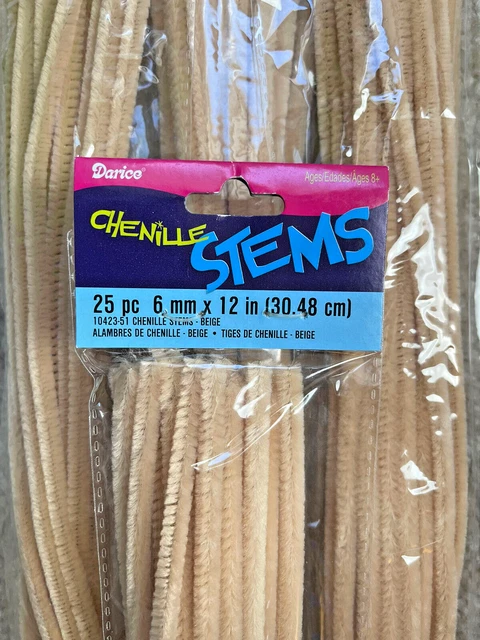 Darice®
Ages/Edades/Ages 8+
CHENILLE
STEMS
25 pc 6 mm x 12 in (30.48 cm)
10423-51 CHENILLE STEMS - BEIGE
ALAMBRES DE CHENILLE - BEIGE • TIGES DE CHENILLE - BEIGE